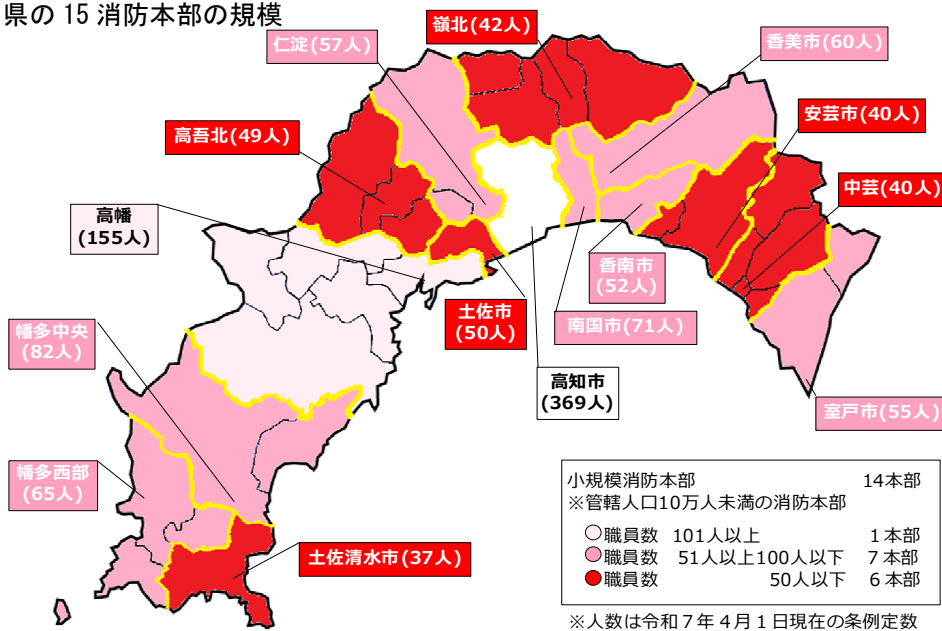 県の15消防本部の規模
嶺北(42人)
仁淀(57人)
香美市(60人)
安芸市(40人)
高吾北(49人)
中芸(40人)
高幡
(155人)
香南市
(52人)
土佐市
(50人)
南国市(71人)
幡多中央
(82人)
高知市
(369人)
室戸市(55人)
幡多西部
(65人)
土佐清水市(37人)
小規模消防本部 14本部
※管轄人口10万人未満の消防本部
職員数 101人以上 1本部
職員数 51人以上100人以下 7本部
職員数 50人以下 6本部
※人数は令和7年4月1日現在の条例定数